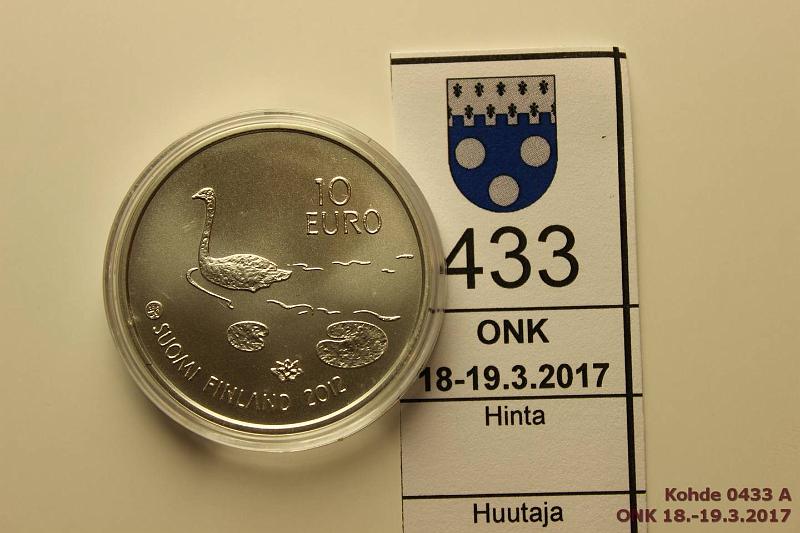 10
EURO
SUOMI FINLAND 2012
433
ONK
18-19.3.2017
Hinta
Huutaja
Kohde 0433 A
ONK 18.-19.3.2017